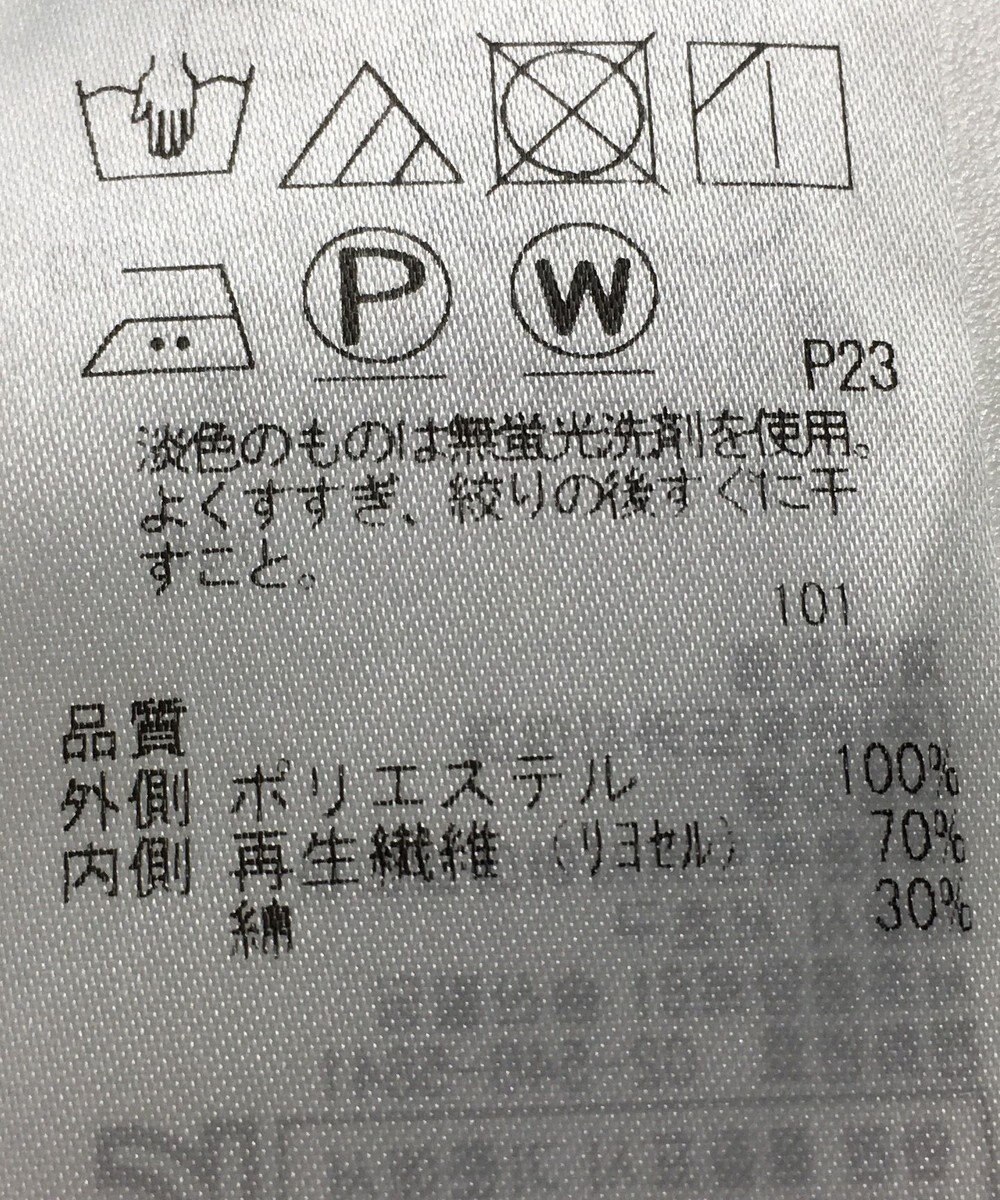 P W
P23
淡色のものは無蛍光洗剤を使用。
よくすすぎ、絞りの後すぐに干
すこと。
101
品質
外側 ポリエステル 100%
内側 再生繊維（リヨセル） 70%
綿 30%